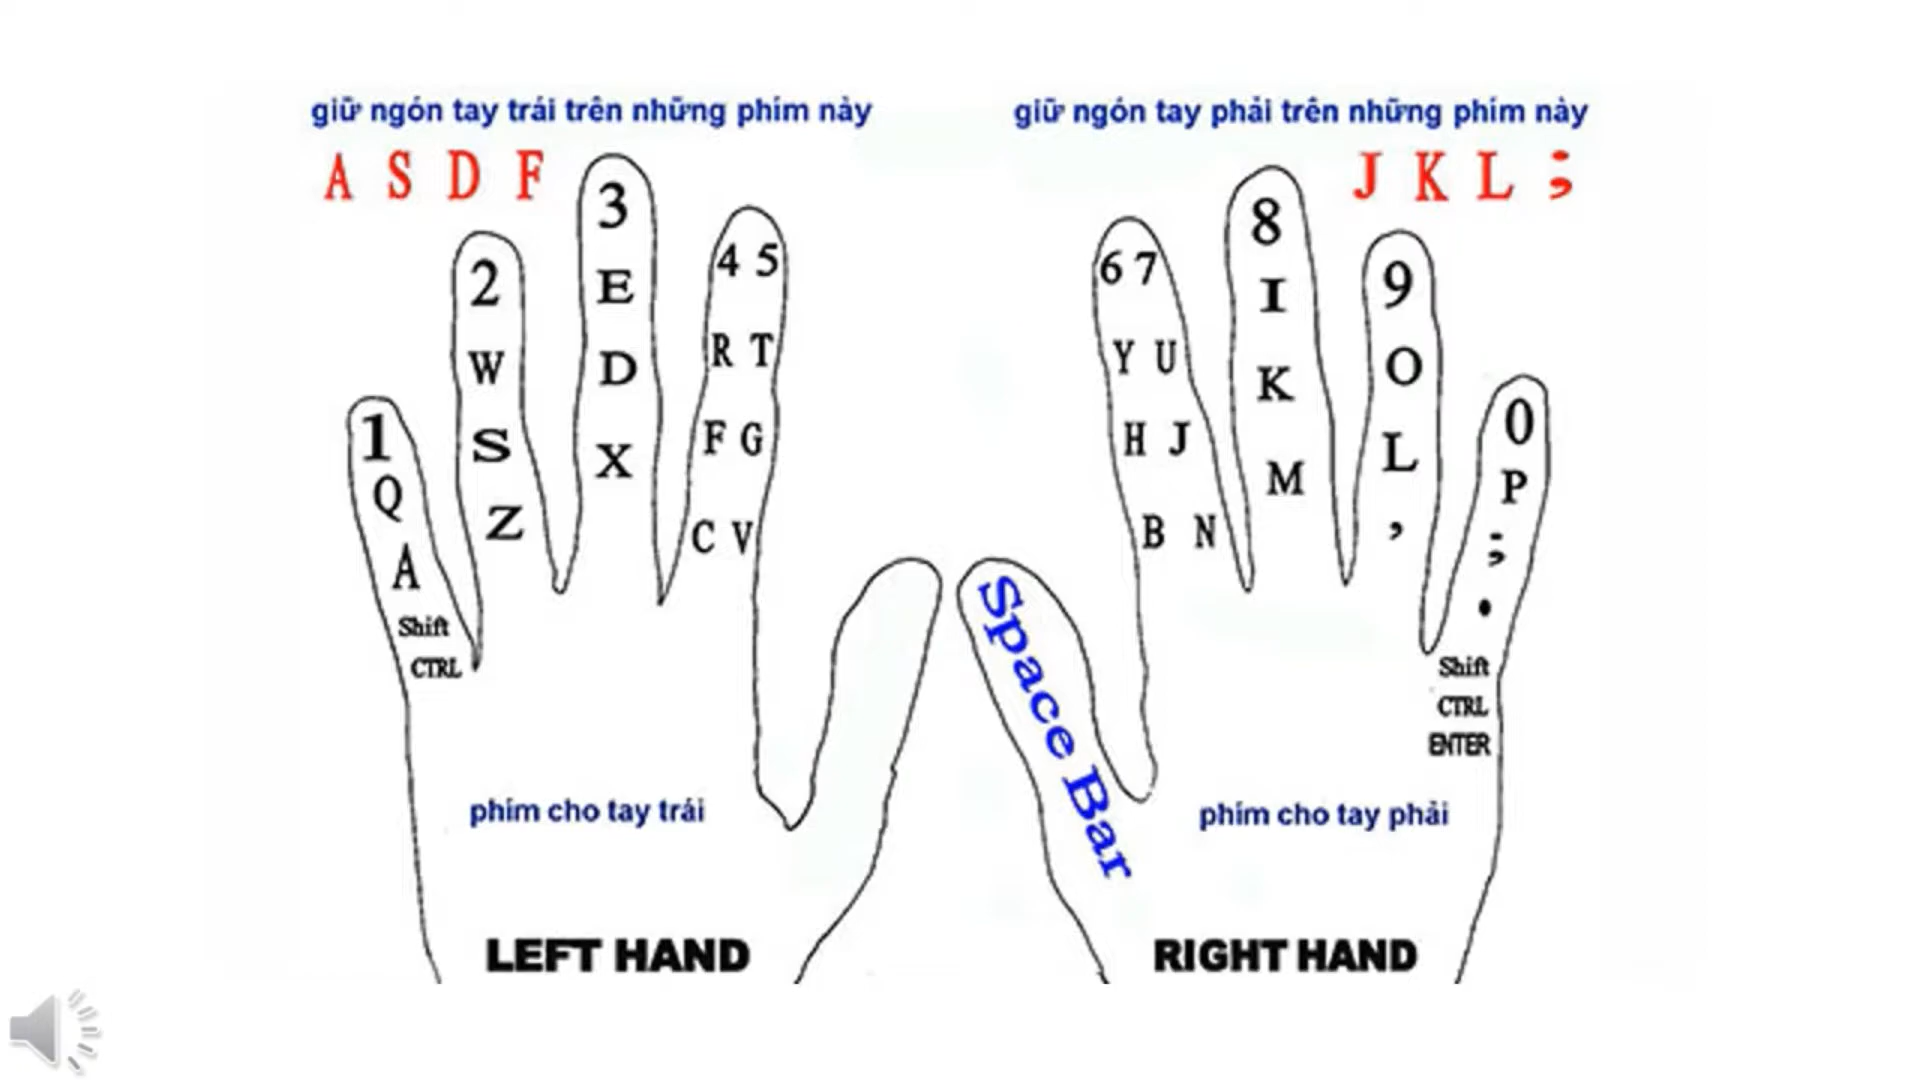 giữ ngón tay trái trên những phím này
A S D F
giữ ngón tay phải trên những phím này
J K L ;
1
Q
A
Shift
CTRL
2
W
S
Z
3
E
D
X
4 5
R T
F G
C V
phím cho tay trái
LEFT HAND
Space Bar
6 7
Y U
H J
B N
8
I
K
M
9
O
L
,
0
P
;
.
Shift
CTRL
ENTER
phím cho tay phải
RIGHT HAND